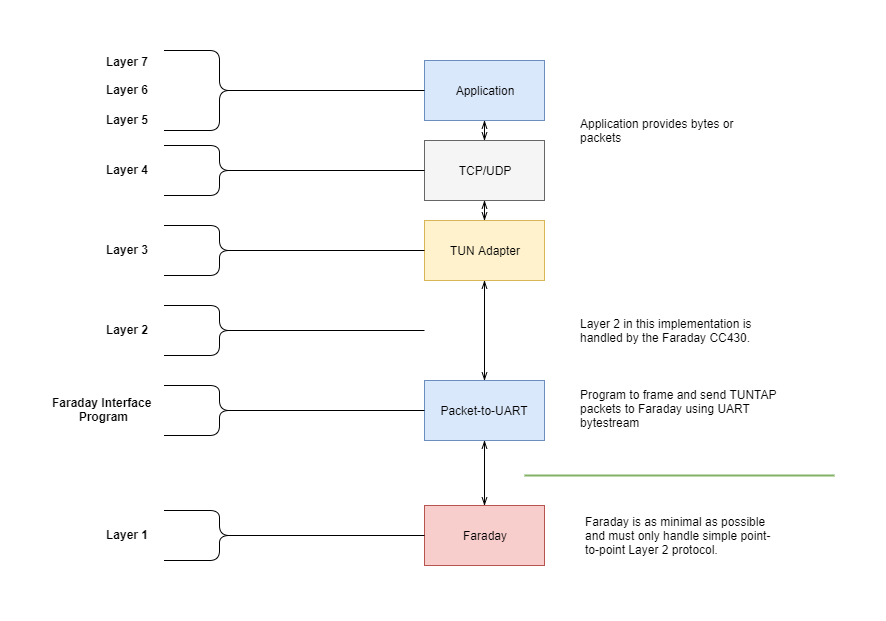 Layer 7
Layer 6
Layer 5
Application
Application provides bytes or
packets
Layer 4
TCP/UDP
Layer 3
TUN Adapter
Layer 2
Layer 2 in this implementation is
handled by the Faraday CC430.
Faraday Interface
Program
Packet-to-UART
Program to frame and send TUNTAP
packets to Faraday using UART
bytestream
Layer 1
Faraday
Faraday is as minimal as possible
and must only handle simple point-
to-point Layer 2 protocol.